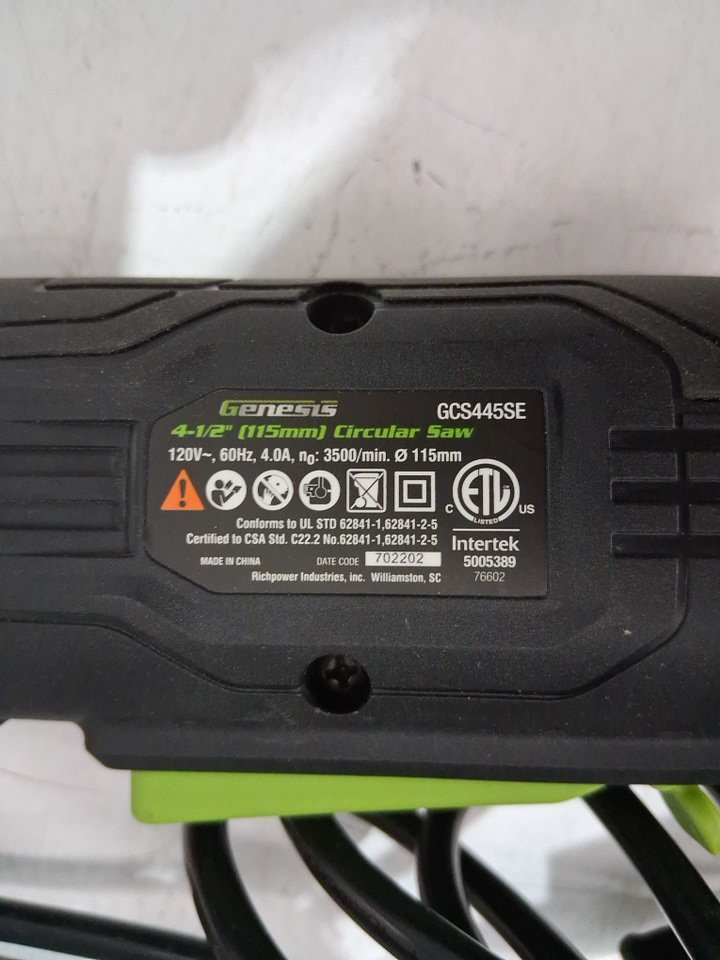 Genesis GCS445SE
4-1/2" (115mm) Circular Saw
120V~, 60Hz, 4.0A, n₀: 3500/min. Ø 115mm
C ETL LISTED US
Conforms to UL STD 62841-1,62841-2-5
Certified to CSA Std. C22.2 No.62841-1,62841-2-5
Intertek
5005389
76602
MADE IN CHINA DATE CODE 702202
Richpower Industries, inc. Williamston, SC